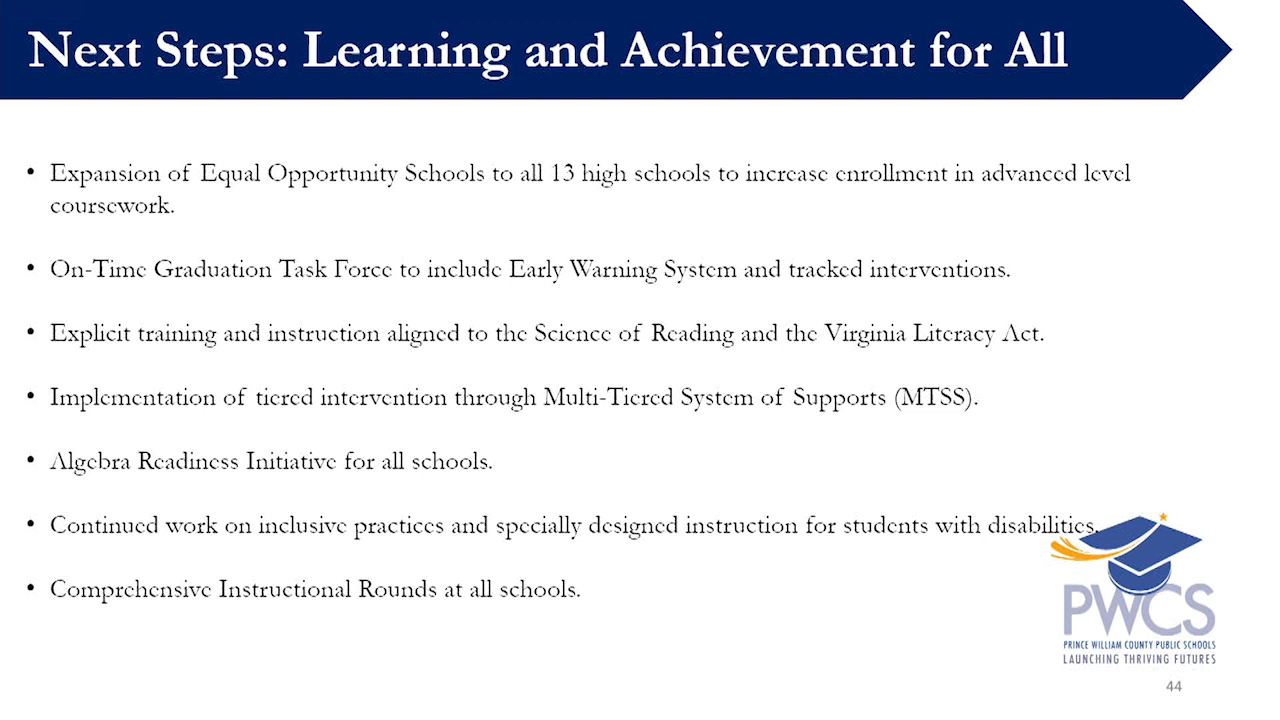 Next Steps: Learning and Achievement for All
• Expansion of Equal Opportunity Schools to all 13 high schools to increase enrollment in advanced level
coursework.
• On-Time Graduation Task Force to include Early Warning System and tracked interventions.
• Explicit training and instruction aligned to the Science of Reading and the Virginia Literacy Act.
• Implementation of tiered intervention through Multi-Tiered System of Supports (MTSS).
• Algebra Readiness Initiative for all schools.
• Continued work on inclusive practices and specially designed instruction for students with disabilities.
• Comprehensive Instructional Rounds at all schools.
PWCS
PRINCE WILLIAM COUNTY PUBLIC SCHOOLS
LAUNCHING THRIVING FUTURES
44